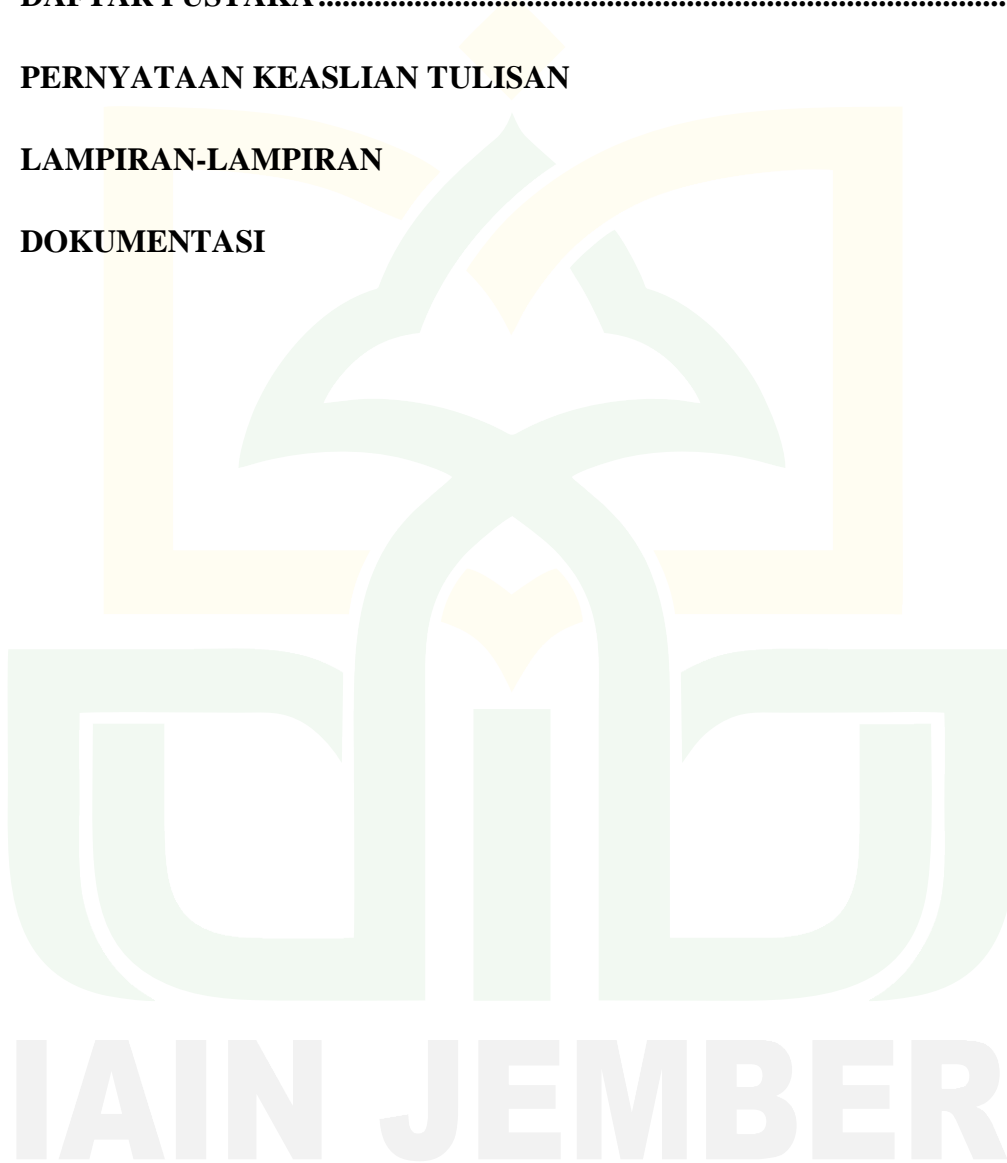 DAFTAR PUSTAKA........................................................................................
PERNYATAAN KEASLIAN TULISAN
LAMPIRAN-LAMPIRAN
DOKUMENTASI
IAIN JEMBER